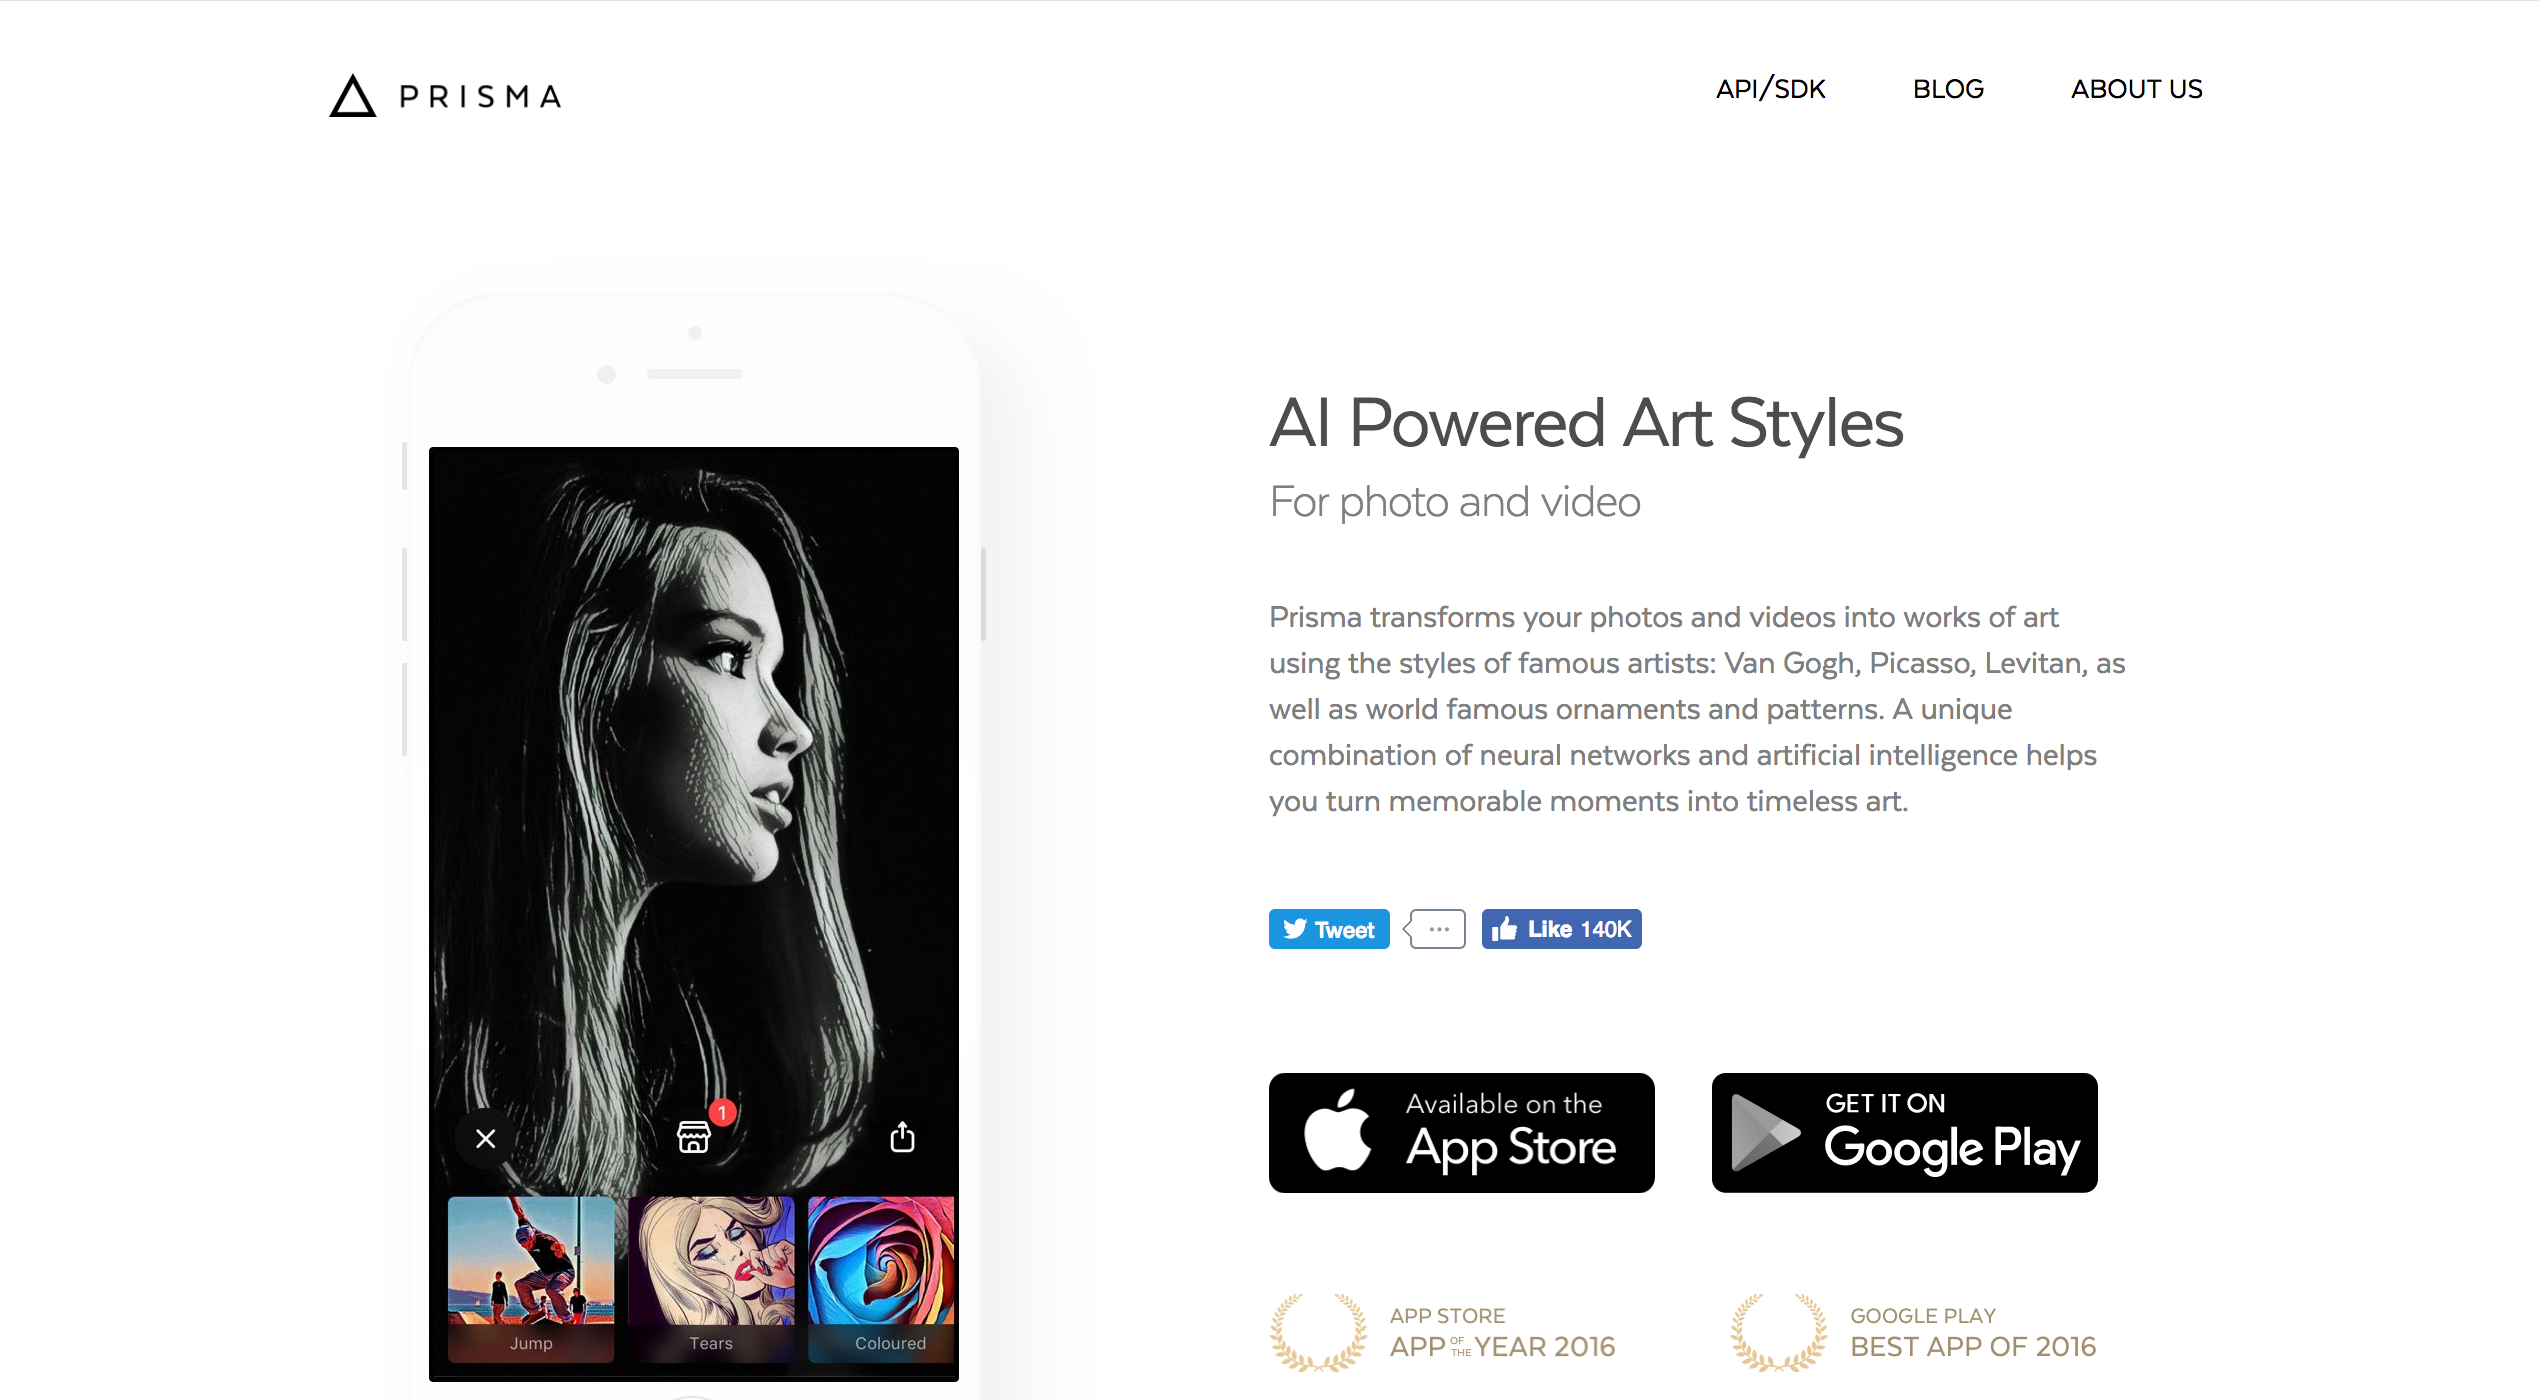 PRISMA
API/SDK
BLOG
ABOUT US
AI Powered Art Styles
For photo and video
Prisma transforms your photos and videos into works of art
using the styles of famous artists: Van Gogh, Picasso, Levitan, as
well as world famous ornaments and patterns. A unique
combination of neural networks and artificial intelligence helps
you turn memorable moments into timeless art.
Tweet
Like 140K
Available on the
App Store
GET IT ON
Google Play
APP STORE
APP OF THE YEAR 2016
GOOGLE PLAY
BEST APP OF 2016
1
Jump
Tears
Coloured